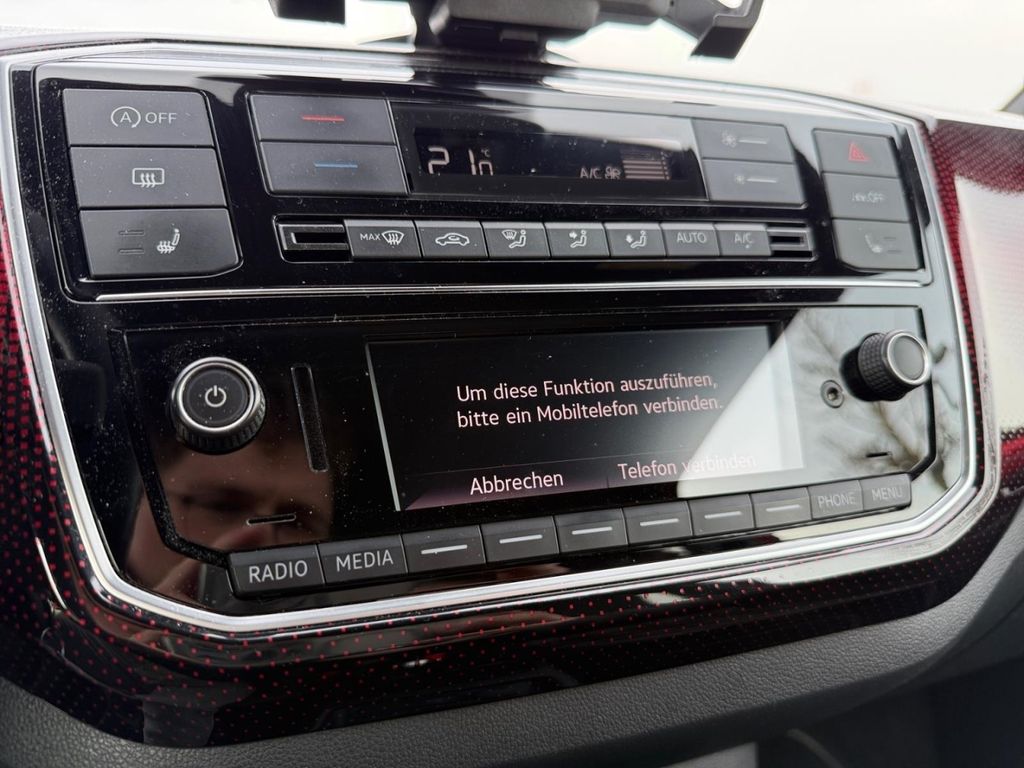 A OFF
21.0 °C
A/C
OFF
MAX
AUTO
A/C
Um diese Funktion auszuführen,
bitte ein Mobiltelefon verbinden.
Abbrechen
Telefon verbinden
RADIO
MEDIA
PHONE
MENU